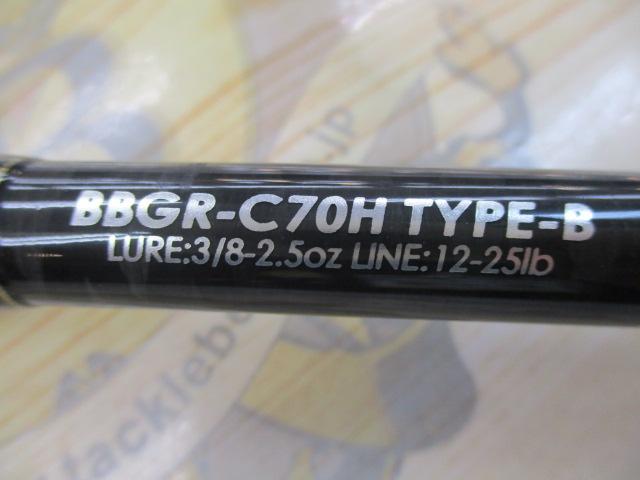 BBGR-C70H TYPE-B
LURE:3/8-2.5oz LINE:12-25lb